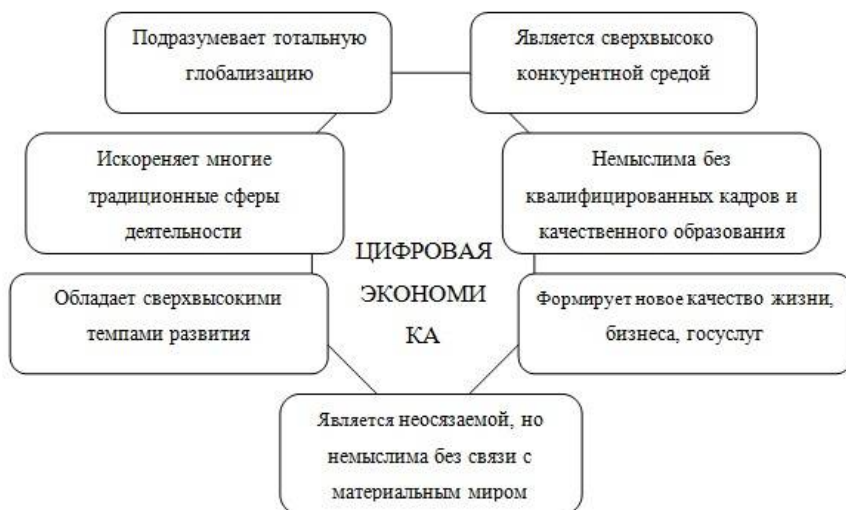 Подразумевает тотальную
глобализацию
Является сверхвысоко
конкурентной средой
Искореняет многие
традиционные сферы
деятельности
Немыслима без
квалифицированных кадров и
качественного образования
ЦИФРОВАЯ
ЭКОНОМИ
КА
Обладает сверхвысокими
темпами развития
Формирует новое качество жизни,
бизнеса, госуслуг
Является неосязаемой, но
немыслима без связи с
материальным миром